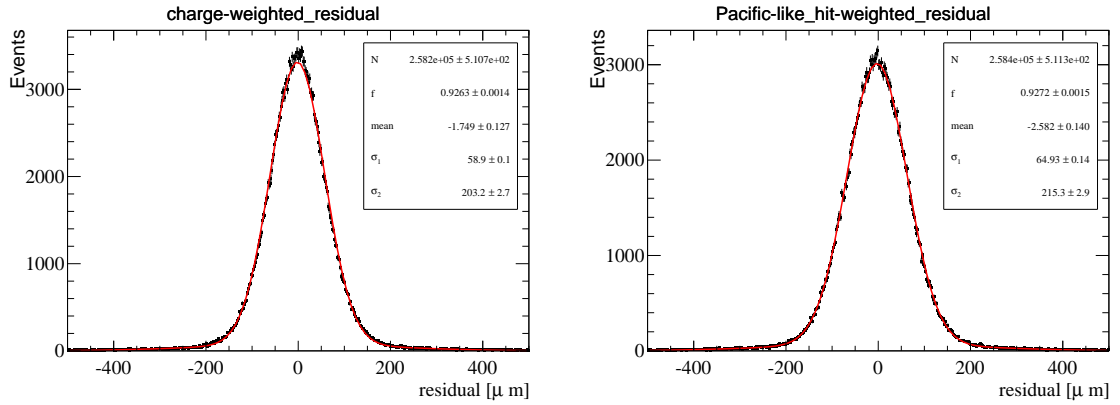 charge-weighted_residual
Events
3000
2000
1000
0
-400 -200 0 200 400
residual [μ m]
N 2.582e+05 ± 5.107e+02
f 0.9263 ± 0.0014
mean -1.749 ± 0.127
σ1 58.9 ± 0.1
σ2 203.2 ± 2.7
Pacific-like_hit-weighted_residual
Events
3000
2000
1000
0
-400 -200 0 200 400
residual [μ m]
N 2.584e+05 ± 5.113e+02
f 0.9272 ± 0.0015
mean -2.582 ± 0.140
σ1 64.93 ± 0.14
σ2 215.3 ± 2.9